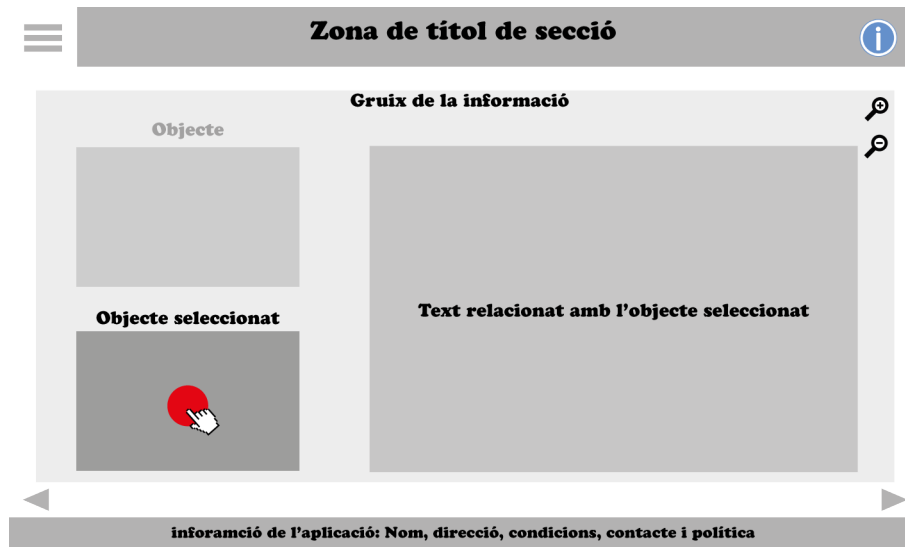 Zona de títol de secció
Gruix de la informació
Objecte
Objecte seleccionat
Text relacionat amb l'objecte seleccionat
inforamció de l'aplicació: Nom, direcció, condicions, contacte i política